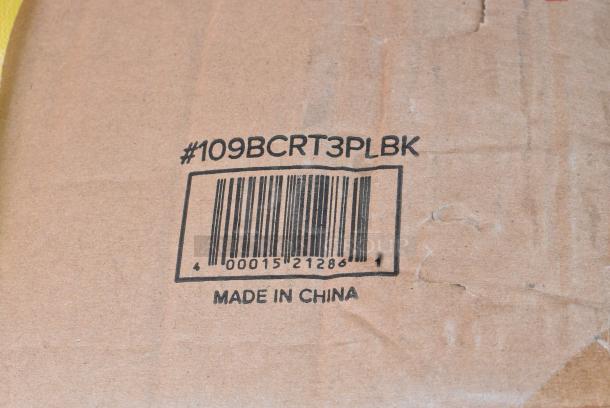 #109BCRT3PLBK
4 00015 21286 1
MADE IN CHINA